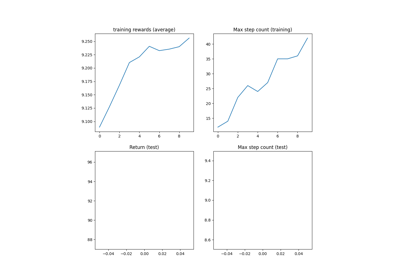 training rewards (average)
9.250
9.225
9.200
9.175
9.150
9.125
9.100
0 2 4 6 8
Max step count (training)
40
35
30
25
20
15
0 2 4 6 8
Return (test)
96
94
92
90
88
−0.04 −0.02 0.00 0.02 0.04
Max step count (test)
9.4
9.2
9.0
8.8
8.6
−0.04 −0.02 0.00 0.02 0.04